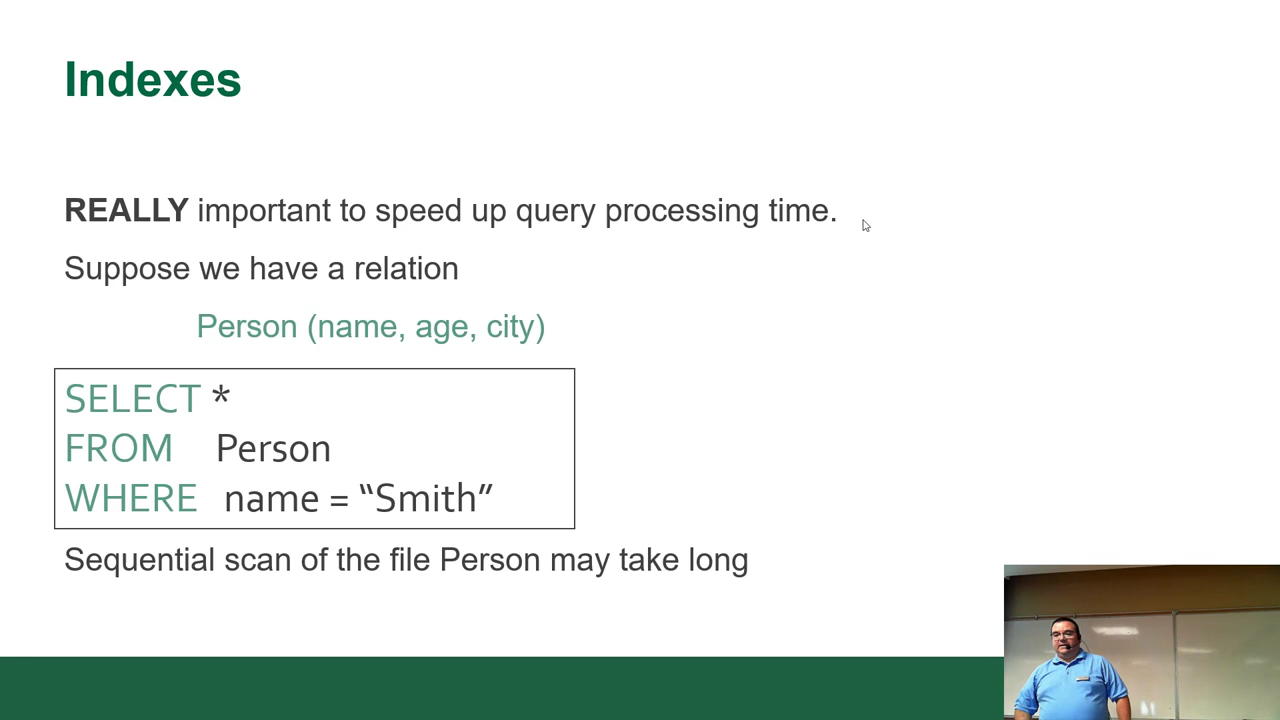 Indexes
REALLY important to speed up query processing time.
Suppose we have a relation
Person (name, age, city)
SELECT *
FROM Person
WHERE name = “Smith”
Sequential scan of the file Person may take long